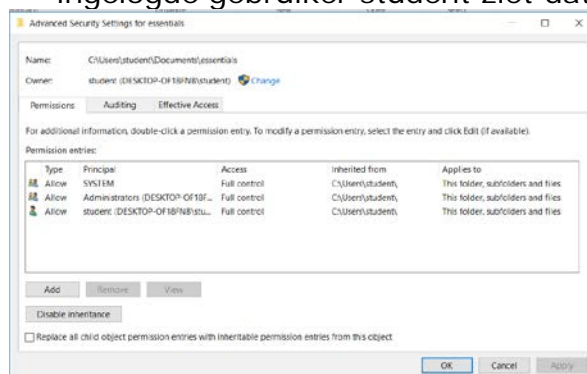 ingelogde gebruiker student ziet dat
Advanced Security Settings for essentials
Name: C:\Users\student\Documents\essentials
Owner: student (DESKTOP-OF18FNB\student) Change
Permissions Auditing Effective Access
For additional information, double-click a permission entry. To modify a permission entry, select the entry and click Edit (if available).
Permission entries:
Type Principal Access Inherited from Applies to
Allow SYSTEM Full control C:\Users\student\ This folder, subfolders and files
Allow Administrators (DESKTOP-OF18F... Full control C:\Users\student\ This folder, subfolders and files
Allow student (DESKTOP-OF18FNB\stu... Full control C:\Users\student\ This folder, subfolders and files
Add Remove View
Disable inheritance
Replace all child object permission entries with inheritable permission entries from this object
OK Cancel Apply